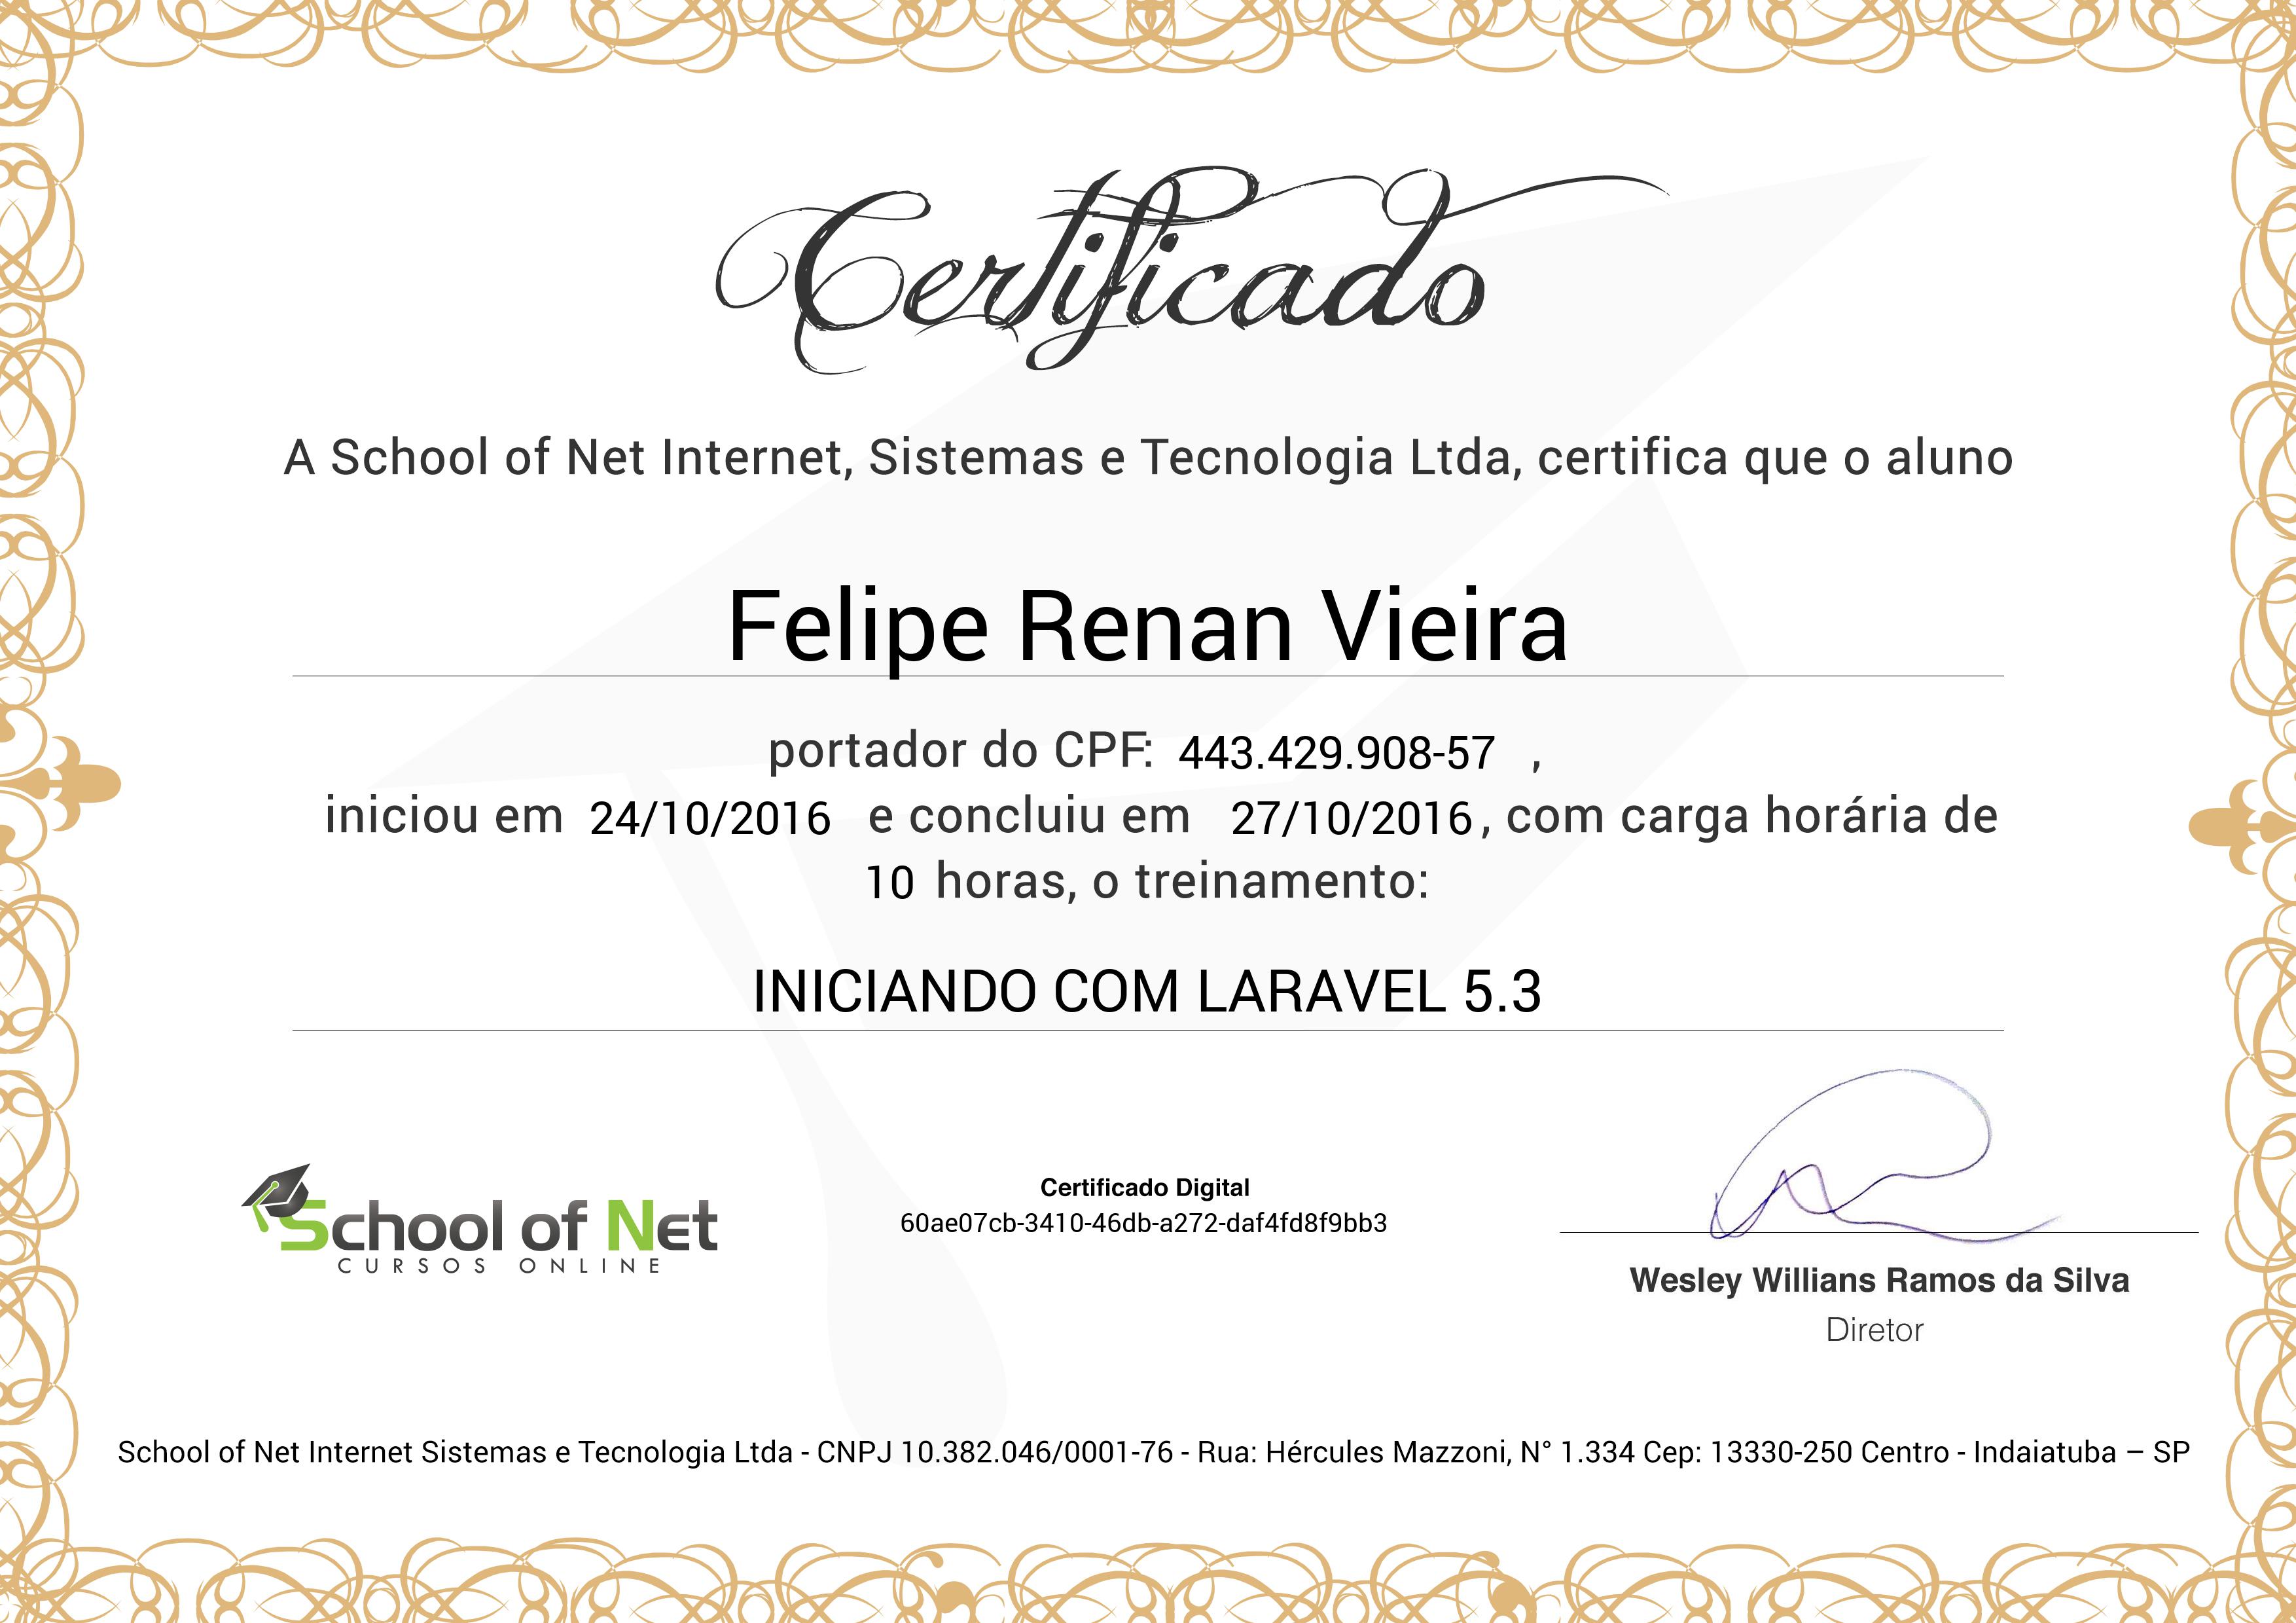 Certificado
A School of Net Internet, Sistemas e Tecnologia Ltda, certifica que o aluno
Felipe Renan Vieira
portador do CPF: 443.429.908-57 ,
iniciou em 24/10/2016 e concluiu em 27/10/2016, com carga horária de
10 horas, o treinamento:
INICIANDO COM LARAVEL 5.3
School of Net
CURSOS ONLINE
Certificado Digital
60ae07cb-3410-46db-a272-daf4fd8f9bb3
Wesley Willians Ramos da Silva
Diretor
School of Net Internet Sistemas e Tecnologia Ltda - CNPJ 10.382.046/0001-76 - Rua: Hércules Mazzoni, N° 1.334 Cep: 13330-250 Centro - Indaiatuba – SP